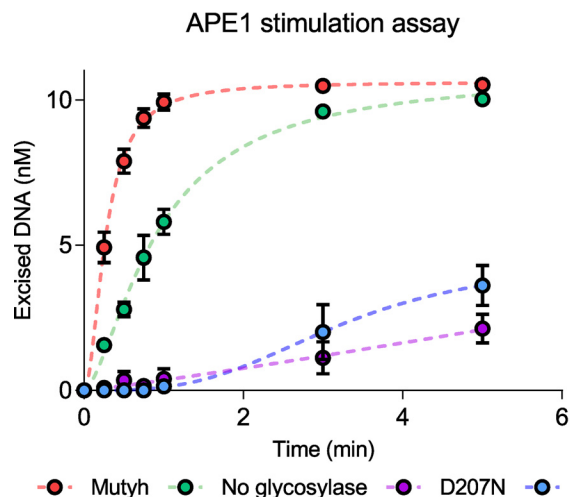 APE1 stimulation assay
Excised DNA (nM)
10
5
0
0 2 4 6
Time (min)
Mutyh No glycosylase D207N